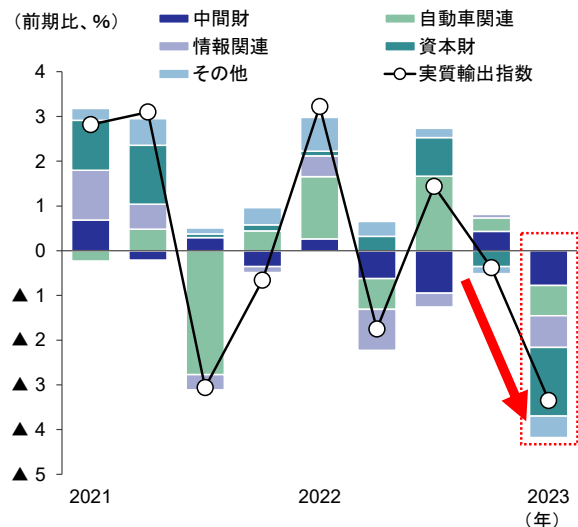 （前期比、%）
中間財
自動車関連
情報関連
資本財
その他
実質輸出指数
4
3
2
1
0
▲ 1
▲ 2
▲ 3
▲ 4
▲ 5
2021
2022
2023
（年）